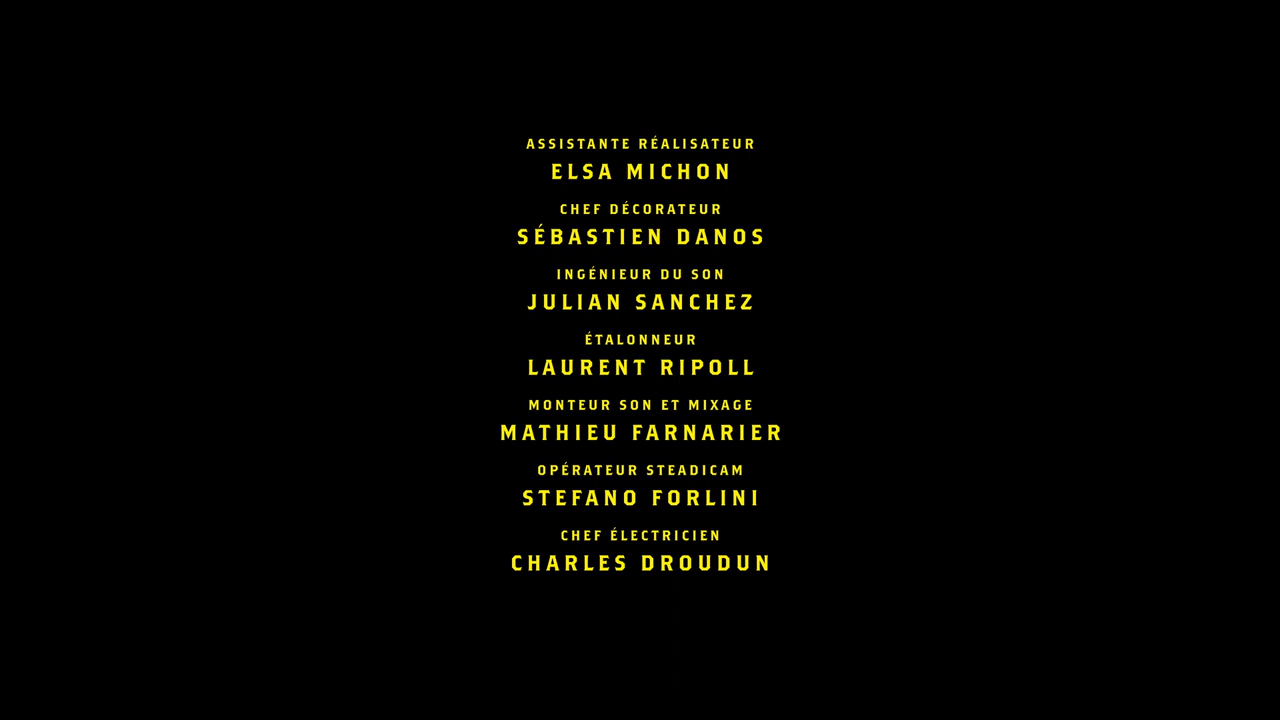 ASSISTANTE RÉALISATEUR
ELSA MICHON
CHEF DÉCORATEUR
SÉBASTIEN DANOS
INGÉNIEUR DU SON
JULIAN SANCHEZ
ÉTALONNEUR
LAURENT RIPOLL
MONTEUR SON ET MIXAGE
MATHIEU FARNARIER
OPÉRATEUR STEADICAM
STEFANO FORLINI
CHEF ÉLECTRICIEN
CHARLES DROUDUN